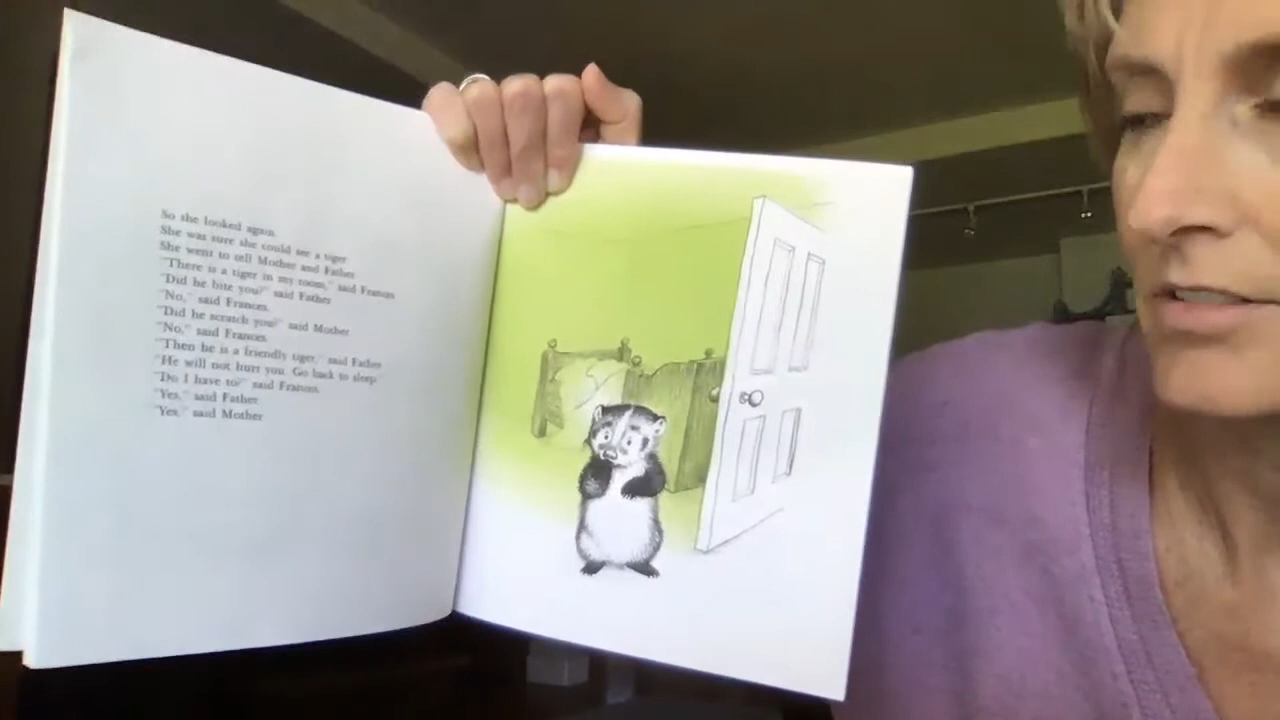 So she looked again.
She was sure she could see a tiger.
She went to tell Mother and Father.
"There is a tiger in my room," said Frances.
"Did he bite you?" said Father.
"No," said Frances.
"Did he scratch you?" said Mother.
"No," said Frances.
"Then he is a friendly tiger," said Father.
"He will not hurt you. Go back to sleep."
"Do I have to?" said Frances.
"Yes," said Father.
"Yes," said Mother.